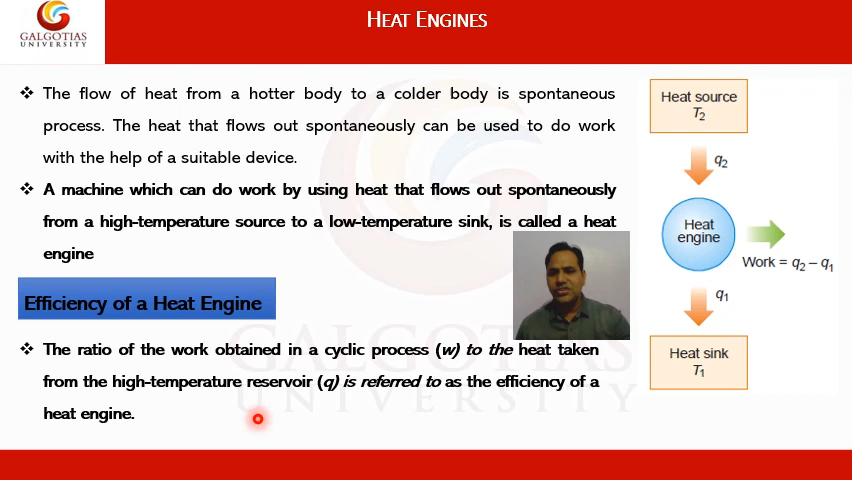 GALGOTIAS
UNIVERSITY
HEAT ENGINES
❖ The flow of heat from a hotter body to a colder body is spontaneous
process. The heat that flows out spontaneously can be used to do work
with the help of a suitable device.
❖ A machine which can do work by using heat that flows out spontaneously
from a high-temperature source to a low-temperature sink, is called a heat
engine
Efficiency of a Heat Engine
❖ The ratio of the work obtained in a cyclic process (w) to the heat taken
from the high-temperature reservoir (q) is referred to as the efficiency of a
heat engine.
Heat source
T₂
q₂
Heat
engine
Work = q₂ – q₁
q₁
Heat sink
T₁
GALGOTIAS
UNIVERSITY